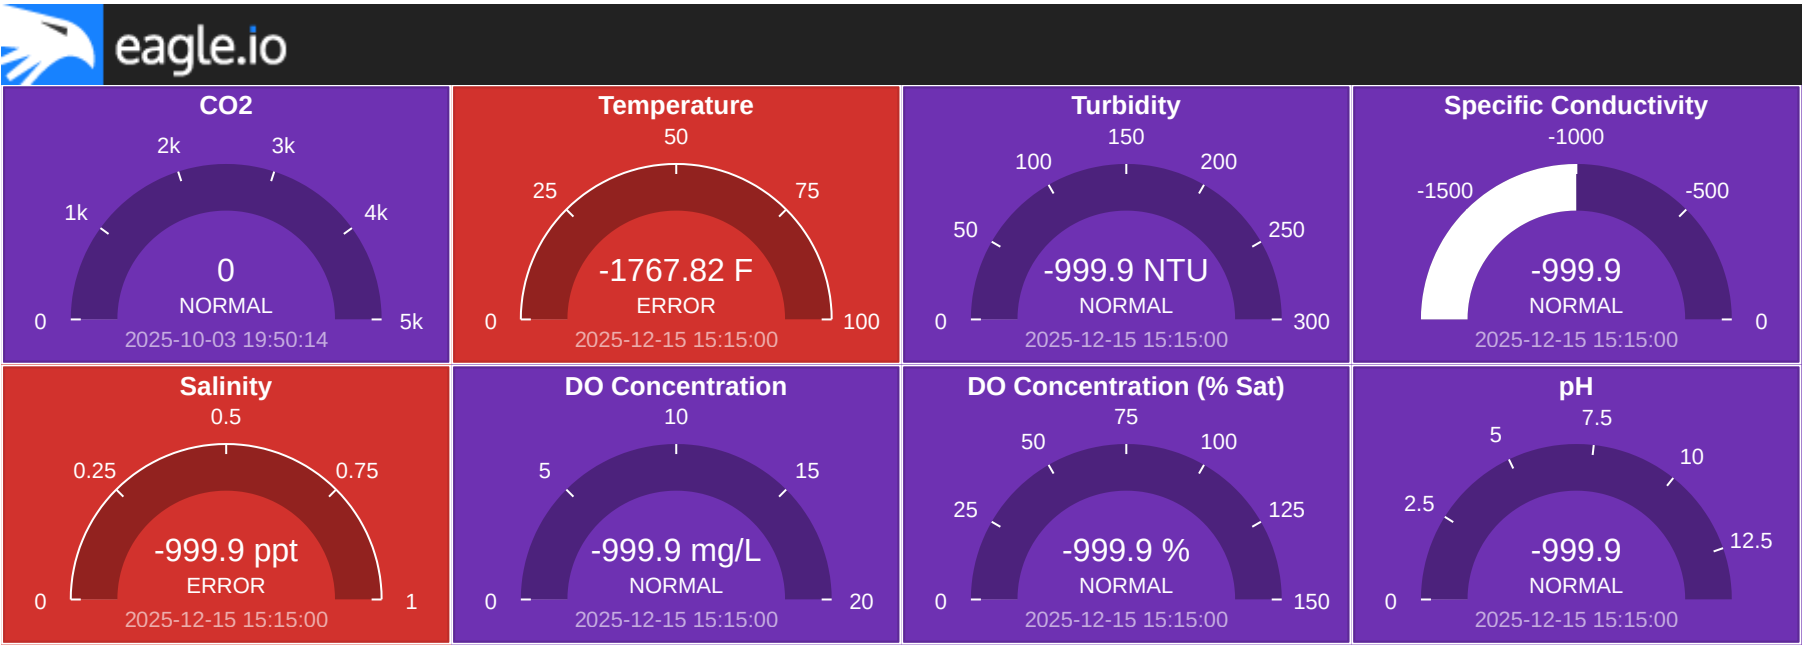 eagle.io
CO2
2k
3k
1k
4k
0
NORMAL
0
5k
2025-10-03 19:50:14
Temperature
50
25
75
-1767.82 F
ERROR
0
100
2025-12-15 15:15:00
Turbidity
150
100
200
50
250
-999.9 NTU
NORMAL
0
300
2025-12-15 15:15:00
Specific Conductivity
-1000
-1500
-500
-999.9
NORMAL
0
2025-12-15 15:15:00
Salinity
0.5
0.25
0.75
-999.9 ppt
ERROR
0
1
2025-12-15 15:15:00
DO Concentration
10
5
15
-999.9 mg/L
NORMAL
0
20
2025-12-15 15:15:00
DO Concentration (% Sat)
75
50
100
25
125
-999.9 %
NORMAL
0
150
2025-12-15 15:15:00
pH
7.5
5
10
2.5
12.5
-999.9
NORMAL
0
2025-12-15 15:15:00